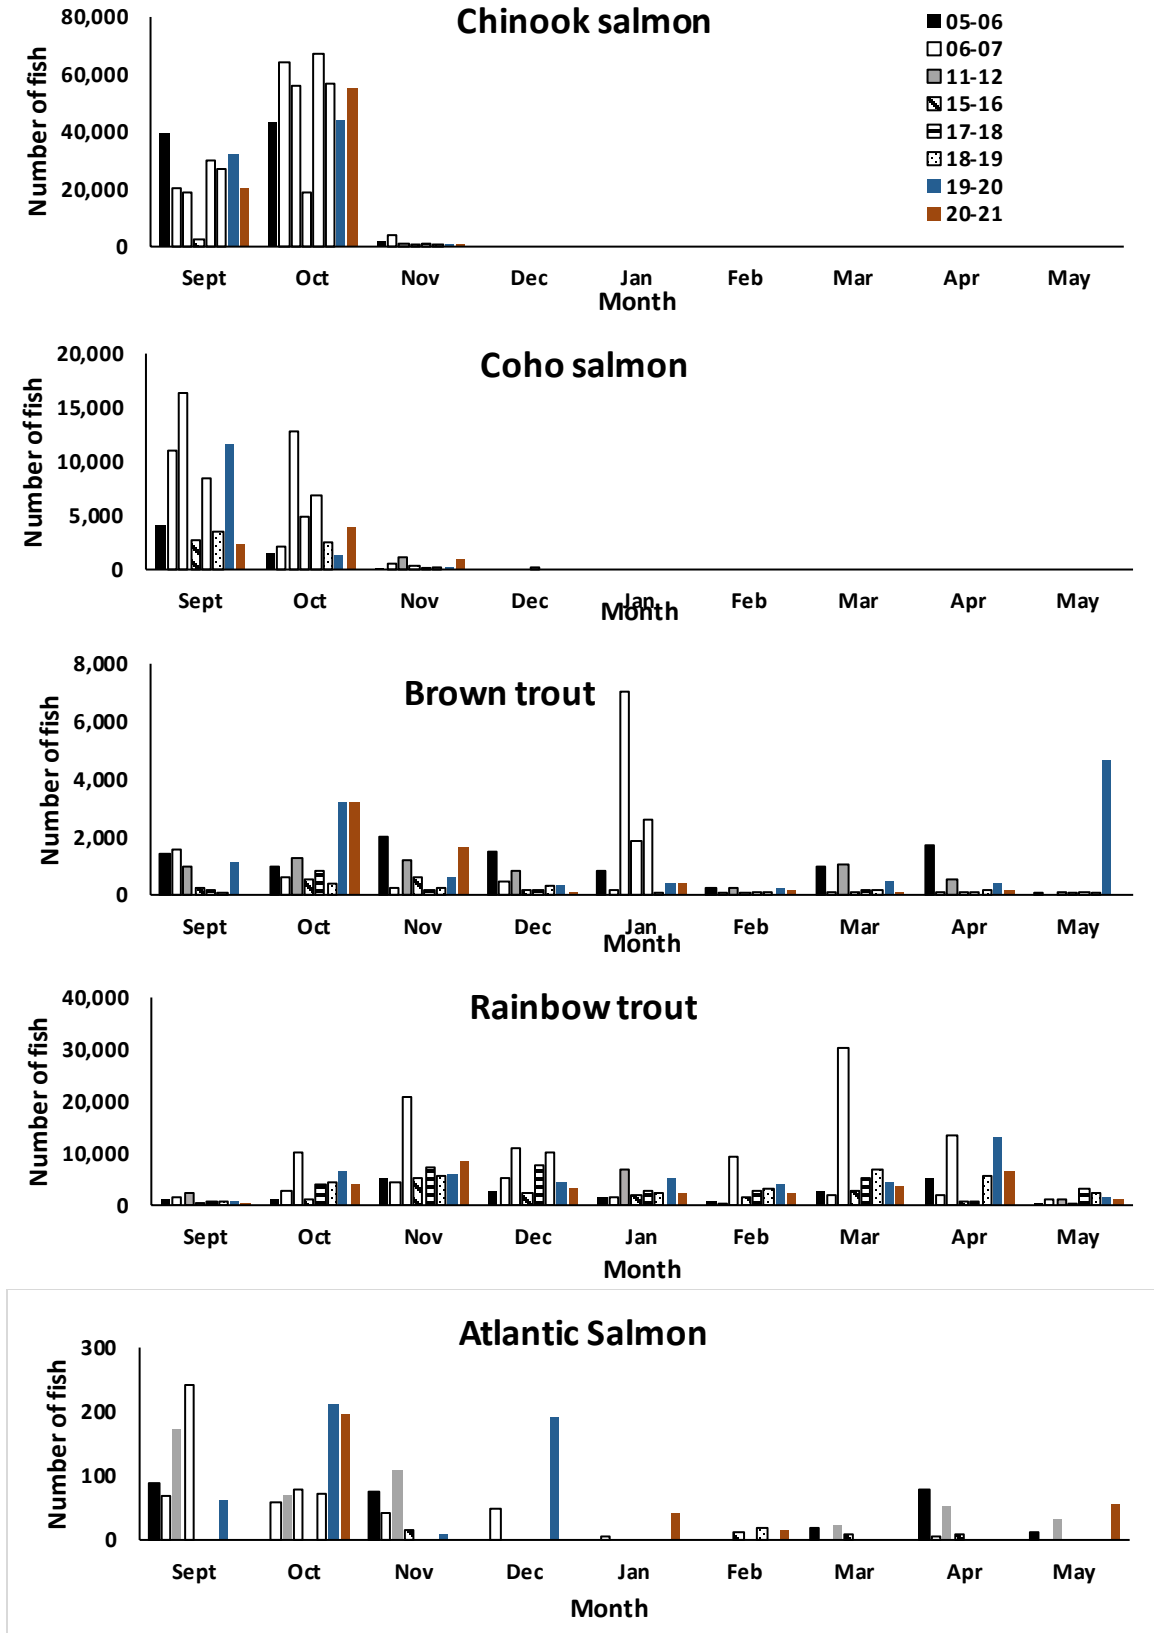 Chinook salmon
Number of fish
80,000
60,000
40,000
20,000
0
05-06
06-07
11-12
15-16
17-18
18-19
19-20
20-21
Sept Oct Nov Dec Jan Feb Mar Apr May
Month
Coho salmon
Number of fish
20,000
15,000
10,000
5,000
0
Sept Oct Nov Dec Jan Feb Mar Apr May
Month
Brown trout
Number of fish
8,000
6,000
4,000
2,000
0
Sept Oct Nov Dec Jan Feb Mar Apr May
Month
Rainbow trout
Number of fish
40,000
30,000
20,000
10,000
0
Sept Oct Nov Dec Jan Feb Mar Apr May
Month
Atlantic Salmon
Number of fish
300
200
100
0
Sept Oct Nov Dec Jan Feb Mar Apr May
Month